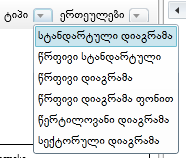 ტიპი ერთეულები
სტანდარტული დიაგრამა
წრფივი სტანდარტული
წრფივი დიაგრამა
წრფივი დიაგრამა ფონით
წერტილოვანი დიაგრამა
სექტორული დიაგრამა